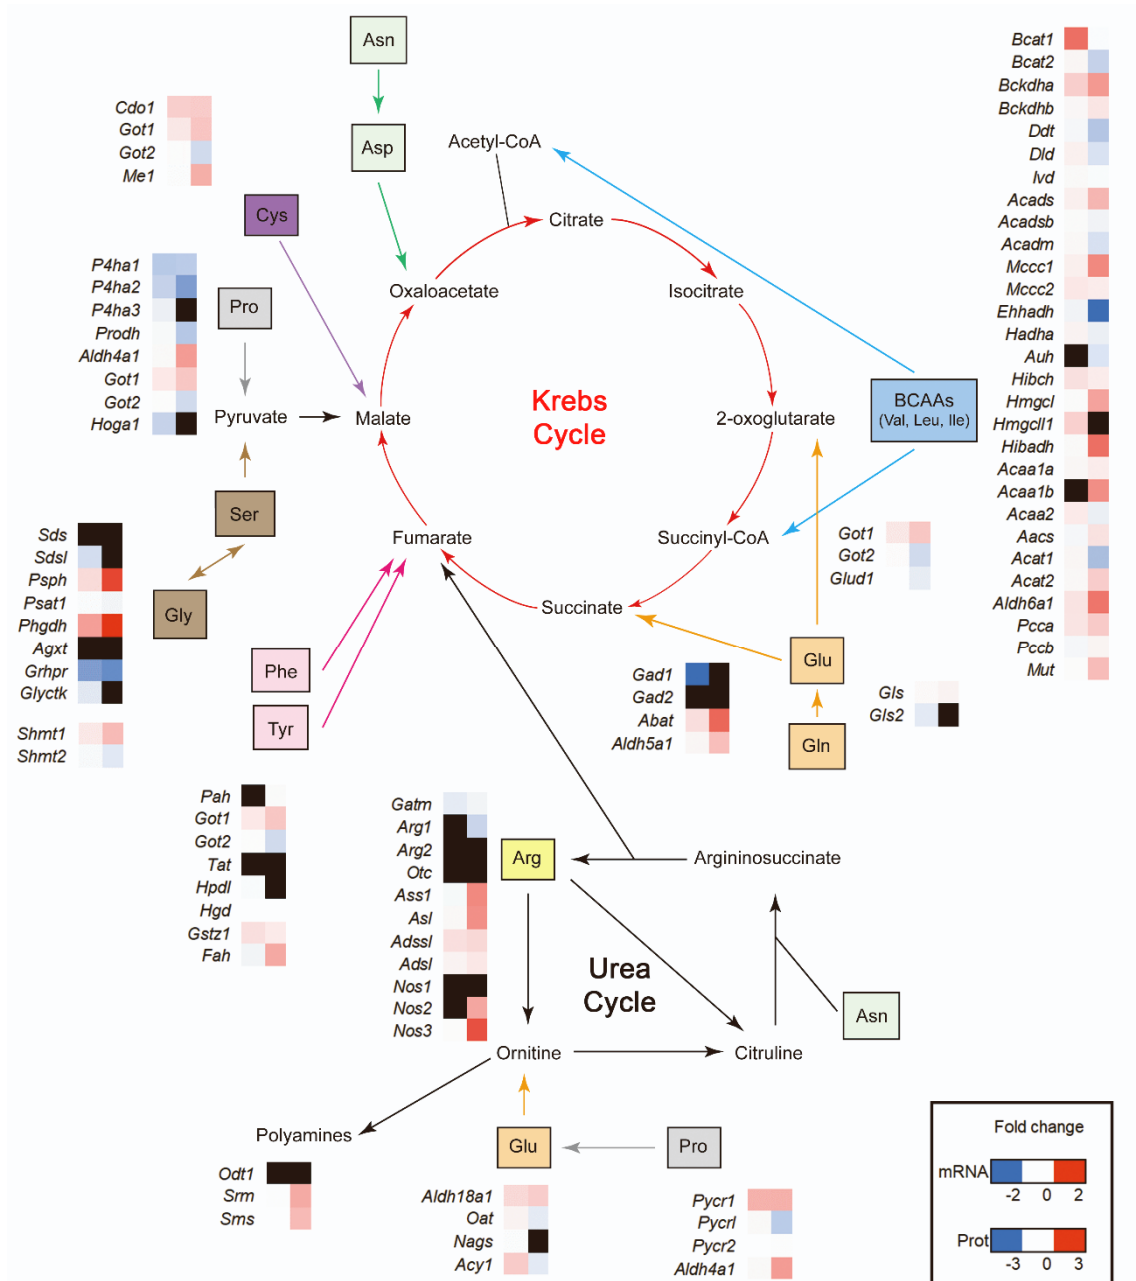 Asn
Asp
Acetyl-CoA
Citrate
Isocitrate
Oxaloacetate
Cys
Pro
Pyruvate
Malate
Krebs
Cycle
2-oxoglutarate
BCAAs
(Val, Leu, Ile)
Ser
Gly
Fumarate
Succinyl-CoA
Succinate
Phe
Tyr
Glu
Gln
Cdo1
Got1
Got2
Me1
P4ha1
P4ha2
P4ha3
Prodh
Aldh4a1
Got1
Got2
Hoga1
Sds
Sdsl
Psph
Psat1
Phgdh
Agxt
Grhpr
Glyctk
Shmt1
Shmt2
Bcat1
Bcat2
Bckdha
Bckdhb
Ddt
Dld
Ivd
Acads
Acadsb
Acadm
Mccc1
Mccc2
Ehhadh
Hadha
Auh
Hibch
Hmgcl
Hmgcll1
Hibadh
Acaa1a
Acaa1b
Acaa2
Aacs
Acat1
Acat2
Aldh6a1
Pcca
Pccb
Mut
Got1
Got2
Glud1
Gad1
Gad2
Abat
Aldh5a1
Gls
Gls2
Pah
Got1
Got2
Tat
Hpdl
Hgd
Gstz1
Fah
Gatm
Arg1
Arg2
Otc
Ass1
Asl
Adssl
Adsl
Nos1
Nos2
Nos3
Arg
Argininosuccinate
Urea
Cycle
Asn
Ornitine
Citruline
Polyamines
Odt1
Srm
Sms
Glu
Pro
Aldh18a1
Oat
Nags
Acy1
Pycr1
Pycrl
Pycr2
Aldh4a1
Fold change
mRNA
-2 0 2
Prot
-3 0 3